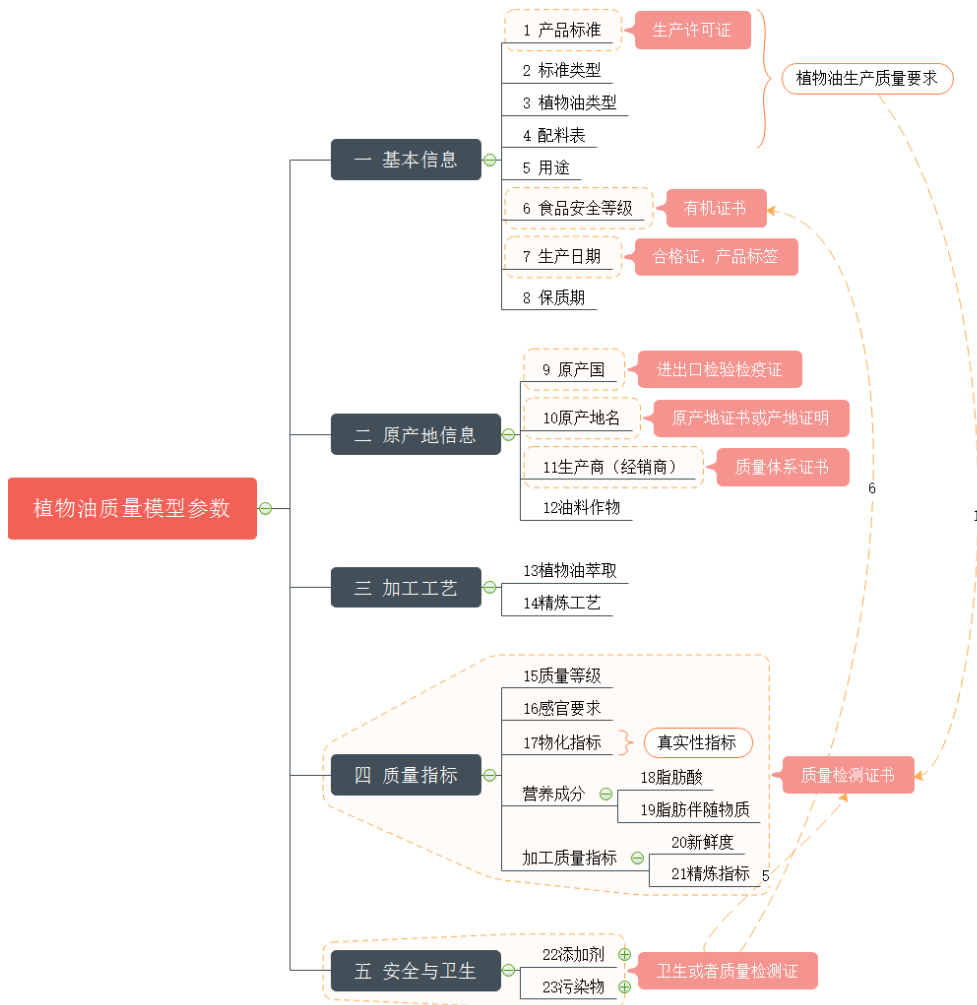 植物油质量模型参数
一 基本信息
1 产品标准
生产许可证
2 标准类型
3 植物油类型
4 配料表
植物油生产质量要求
5 用途
6 食品安全等级
有机证书
7 生产日期
合格证，产品标签
8 保质期
二 原产地信息
9 原产国
进出口检验检疫证
10原产地名
原产地证书或产地证明
11生产商（经销商）
质量体系证书
12油料作物
6
1
三 加工工艺
13植物油萃取
14精炼工艺
四 质量指标
15质量等级
16感官要求
17物化指标
真实性指标
营养成分
18脂肪酸
19脂肪伴随物质
加工质量指标
20新鲜度
21精炼指标
5
质量检测证书
五 安全与卫生
22添加剂
23污染物
卫生或者质量检测证